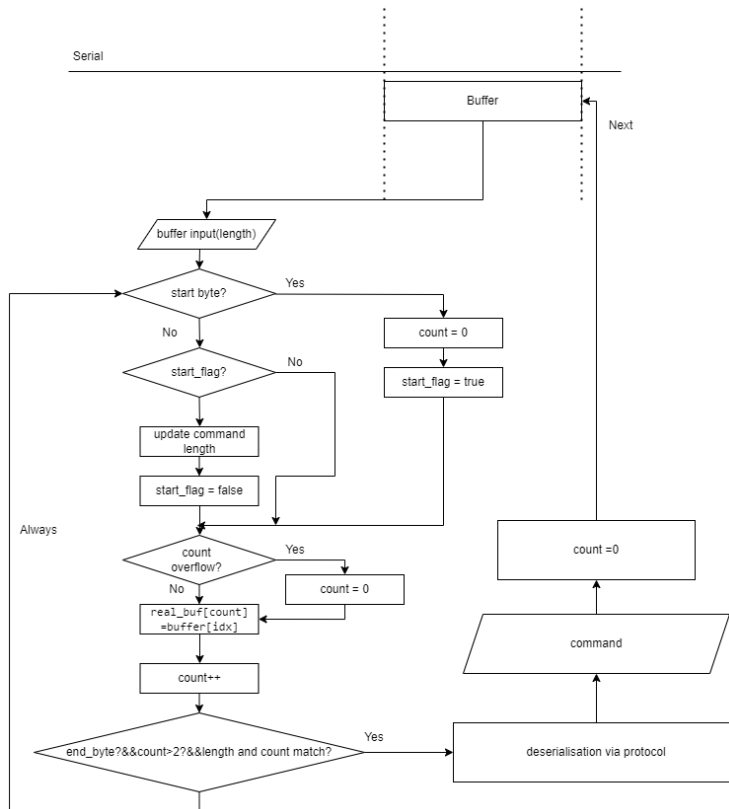 Serial
Buffer
Next
buffer input(length)
start byte?
Yes
No
count = 0
start_flag?
No
start_flag = true
update command
length
start_flag = false
Always
count
overflow?
Yes
No
count = 0
real_buf[count]
=buffer[idx]
count++
end_byte?&&count>2?&&length and count match?
Yes
deserialisation via protocol
command
count =0